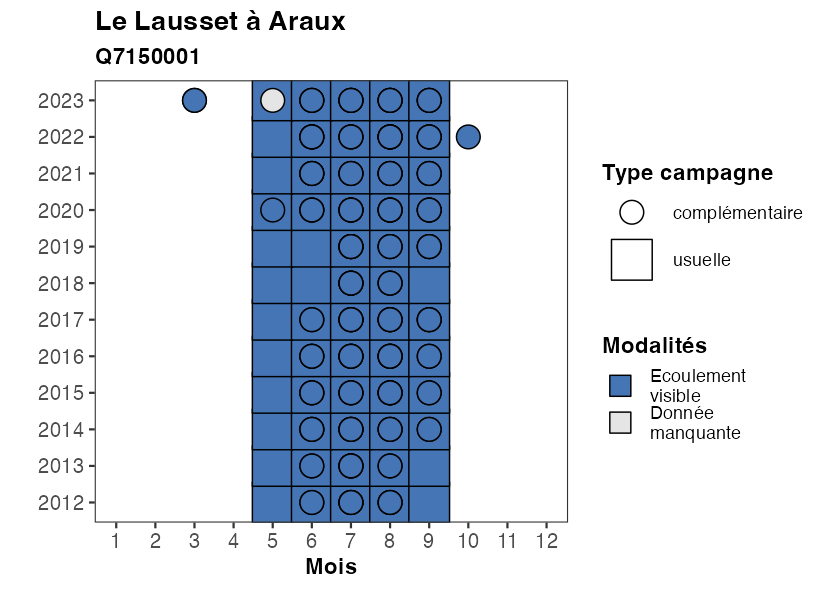 Le Lausset à Araux
Q7150001
2023
2022
2021
2020
2019
2018
2017
2016
2015
2014
2013
2012
1 2 3 4 5 6 7 8 9 10 11 12
Mois
Type campagne
complémentaire
usuelle
Modalités
Ecoulement
visible
Donnée
manquante